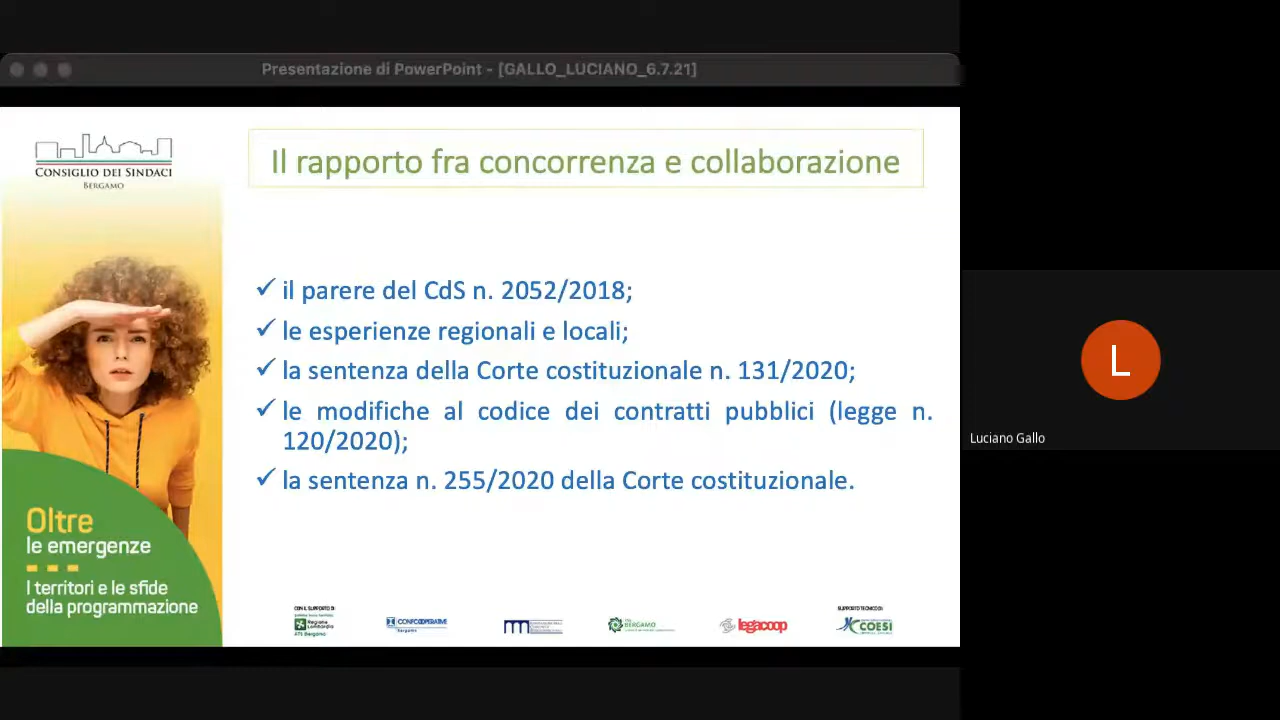 Presentazione di PowerPoint - [GALLO_LUCIANO_6.7.21]
CONSIGLIO DEI SINDACI
BERGAMO
Il rapporto fra concorrenza e collaborazione
✓ il parere del CdS n. 2052/2018;
✓ le esperienze regionali e locali;
✓ la sentenza della Corte costituzionale n. 131/2020;
✓ le modifiche al codice dei contratti pubblici (legge n.
120/2020);
✓ la sentenza n. 255/2020 della Corte costituzionale.
Oltre
le emergenze
I territori e le sfide
della programmazione
CON IL SUPPORTO DI
Regione
Lombardia
ATS Bergamo
CONFCOOPERATIVE
Bergamo
BERGAMO
legacoop
SUPPORTO TECNICO DI
COESI
L
Luciano Gallo